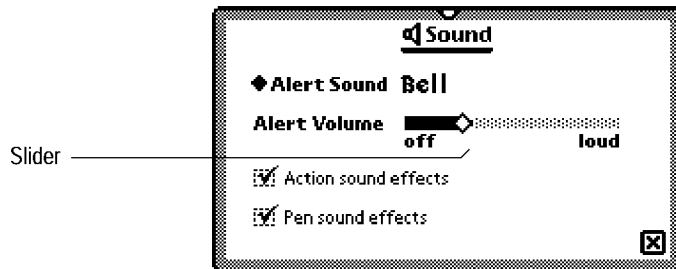 Sound
Alert Sound Bell
Alert Volume
off loud
Slider
Action sound effects
Pen sound effects